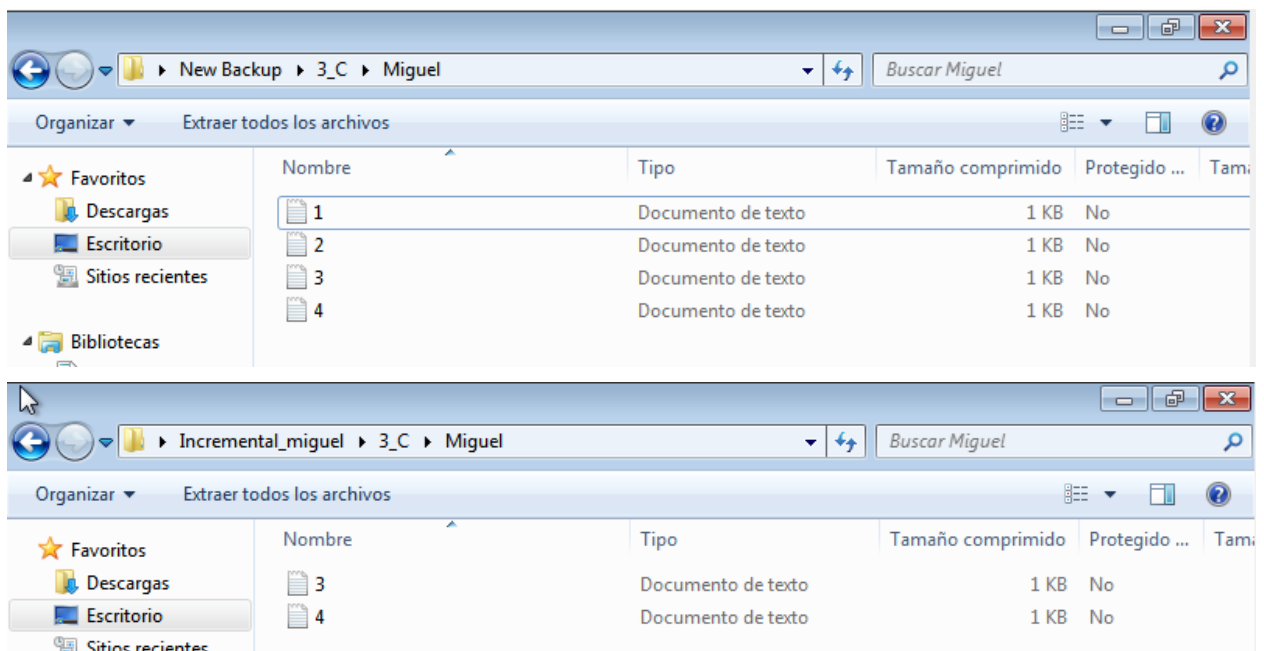 New Backup 3_C Miguel Buscar Miguel
Organizar Extraer todos los archivos
Nombre Tipo Tamaño comprimido Protegido ... Tam
Favoritos
Descargas 1 Documento de texto 1 KB No
Escritorio 2 Documento de texto 1 KB No
Sitios recientes 3 Documento de texto 1 KB No
4 Documento de texto 1 KB No
Bibliotecas
Incremental_miguel 3_C Miguel Buscar Miguel
Organizar Extraer todos los archivos
Nombre Tipo Tamaño comprimido Protegido ... Tam
Favoritos
Descargas 3 Documento de texto 1 KB No
Escritorio 4 Documento de texto 1 KB No
Sitios recientes